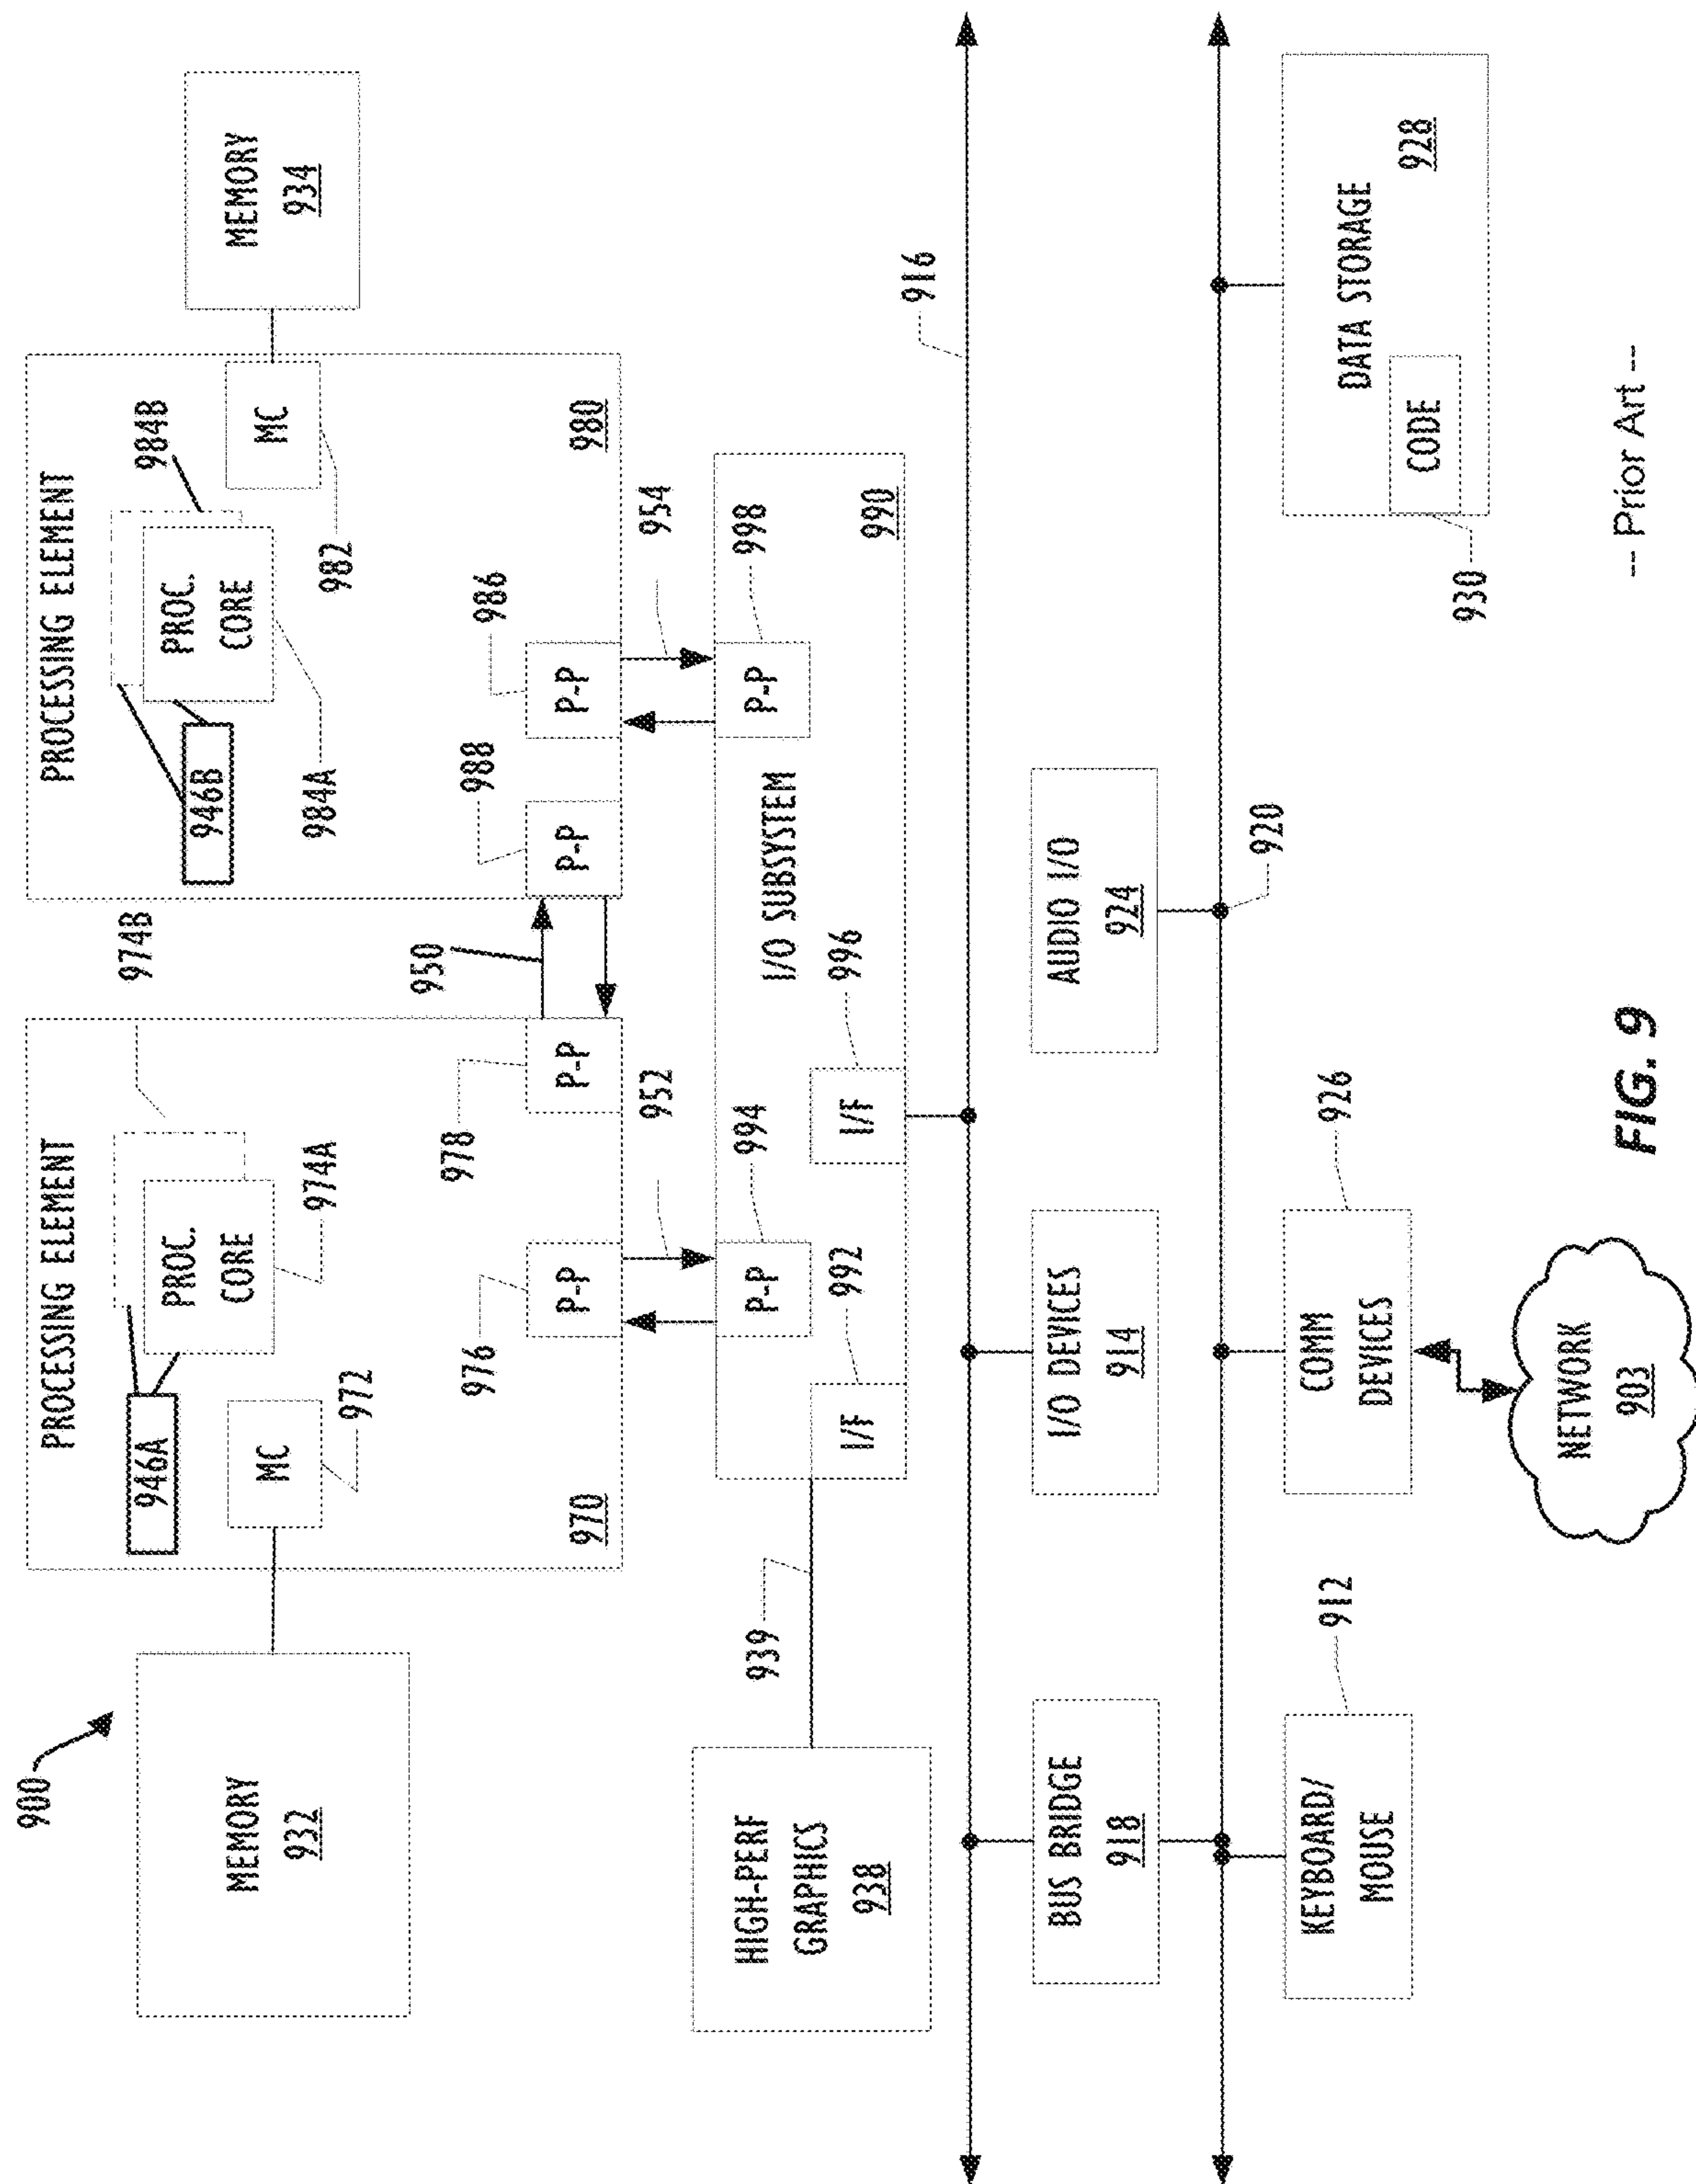 900
PROCESSING ELEMENT
974B
PROCESSING ELEMENT
946A
PROC.
CORE
946B
PROC.
CORE
984B
MEMORY
932
MC
972
974A
984A
982
MC
MEMORY
934
970
976
978
950
988
986
980
P-P
P-P
P-P
P-P
952
954
HIGH-PERF
GRAPHICS
938
939
992
994
P-P
I/O SUBSYSTEM
P-P
998
I/F
I/F
996
990
916
BUS BRIDGE
918
I/O DEVICES
914
AUDIO I/O
924
920
912
926
KEYBOARD/
MOUSE
COMM
DEVICES
DATA STORAGE
928
CODE
930
NETWORK
903
FIG. 9
-- Prior Art --